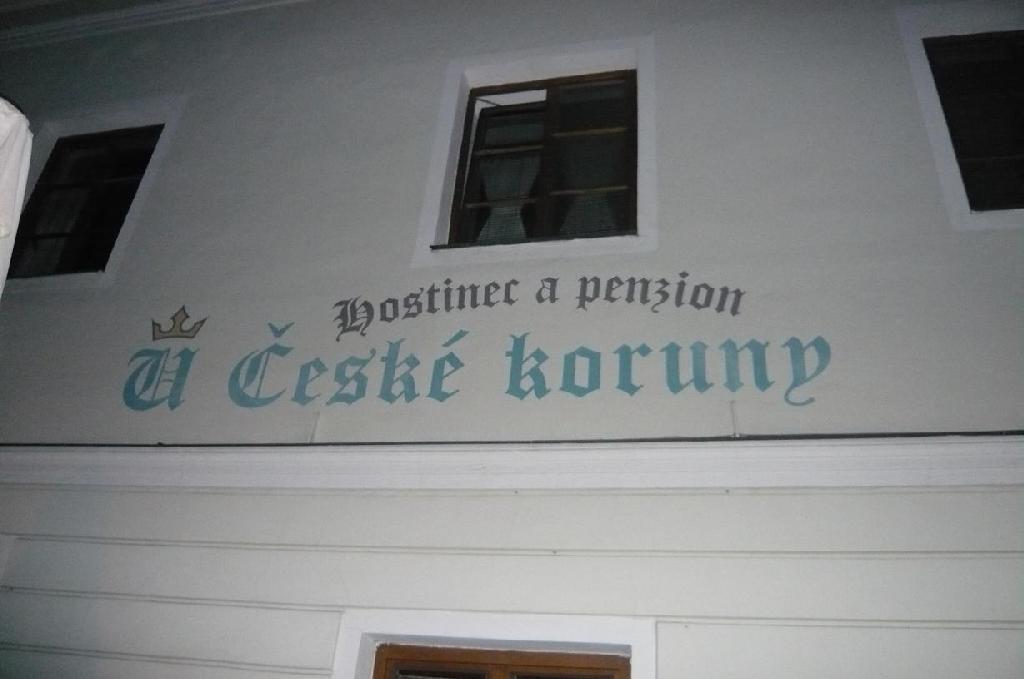 Hostinec a penzion
U České koruny